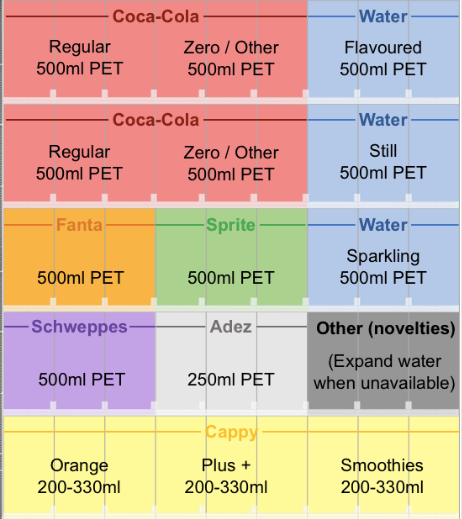 Coca-Cola
Water
Regular
500ml PET
Zero / Other
500ml PET
Flavoured
500ml PET
Coca-Cola
Water
Regular
500ml PET
Zero / Other
500ml PET
Still
500ml PET
Fanta
Sprite
Water
500ml PET
500ml PET
Sparkling
500ml PET
Schweppes
Adez
Other (novelties)
500ml PET
250ml PET
(Expand water
when unavailable)
Cappy
Orange
200-330ml
Plus +
200-330ml
Smoothies
200-330ml